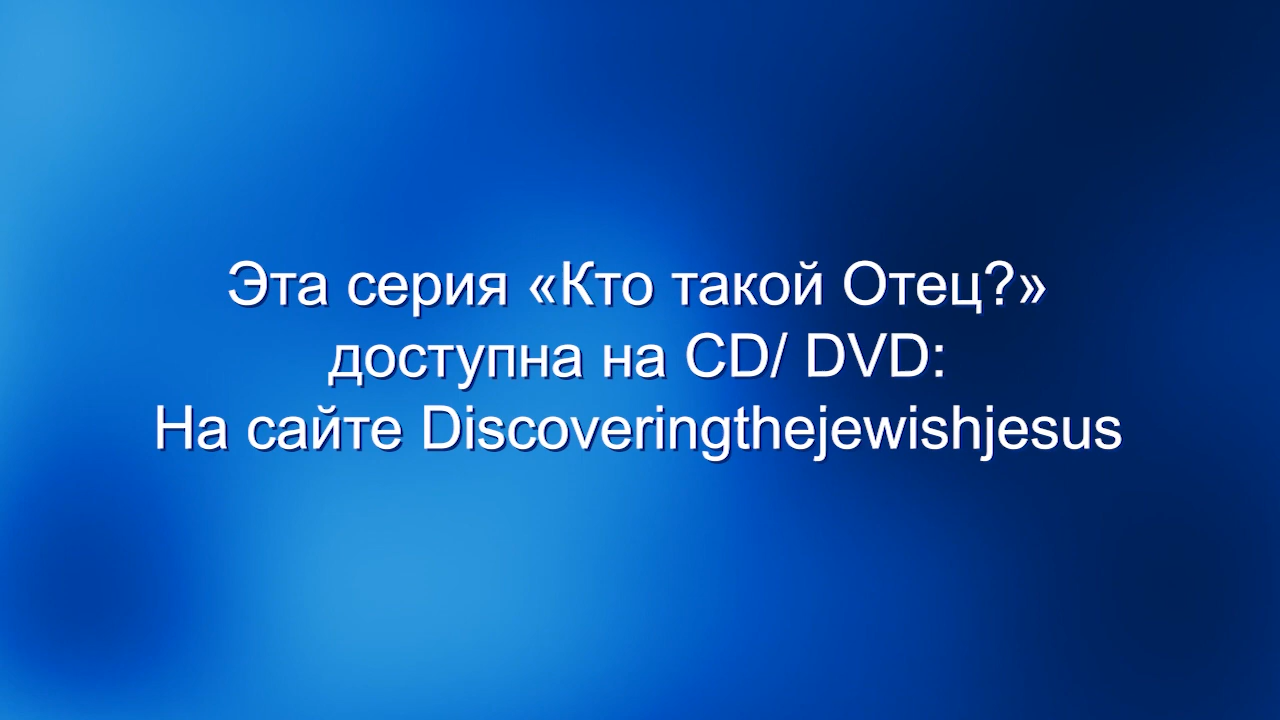 Эта серия «Кто такой Отец?»
доступна на CD/ DVD:
На сайте Discoveringthejewishjesus